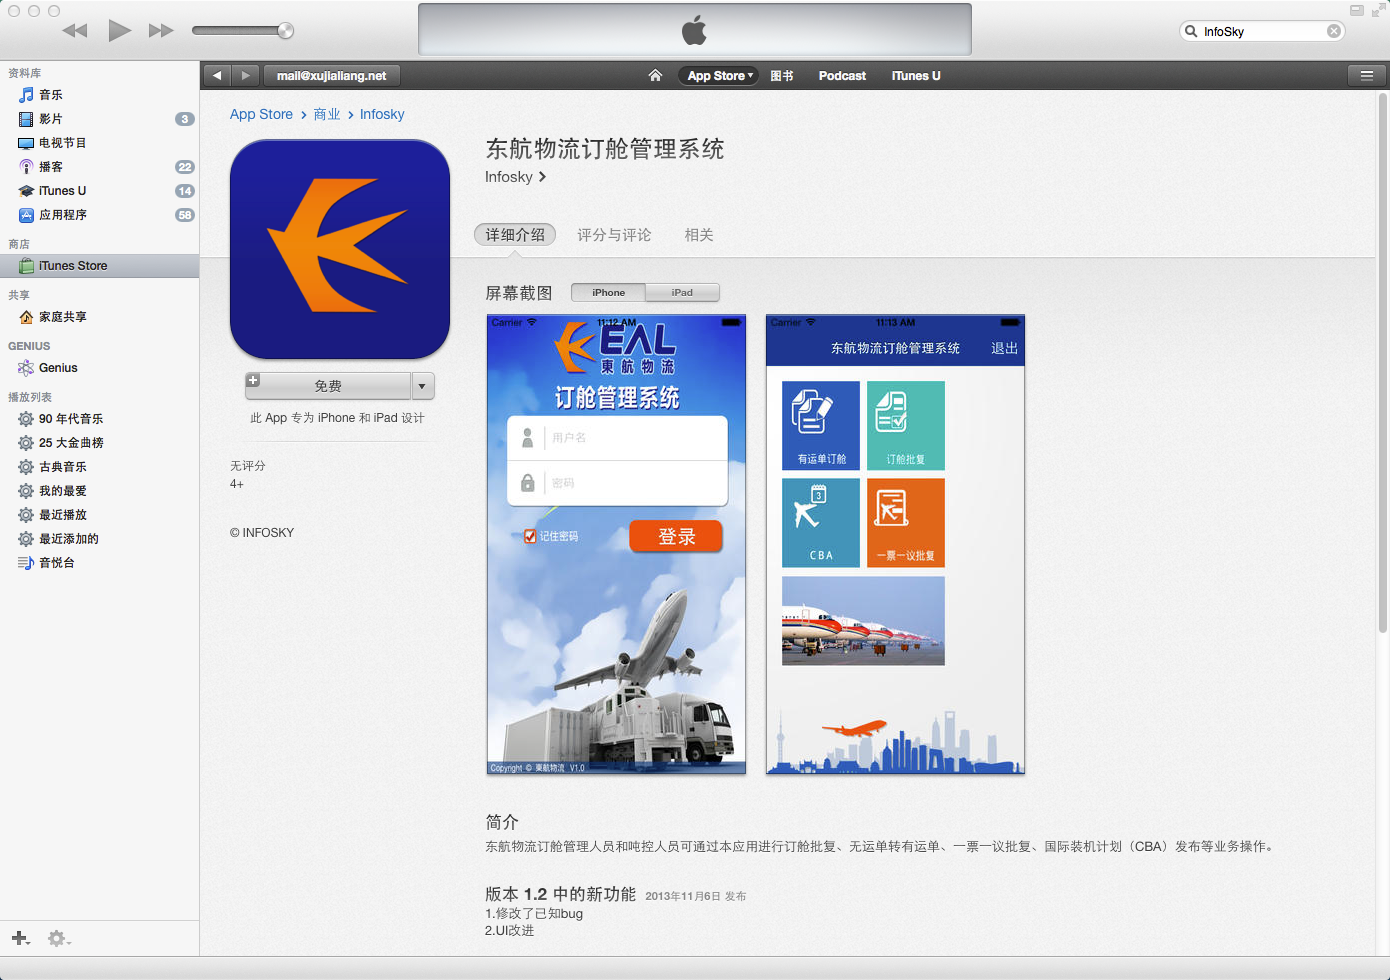 InfoSky
资料库
音乐
影片 3
电视节目
播客 22
iTunes U 14
应用程序 58
商店
iTunes Store
共享
家庭共享
GENIUS
Genius
播放列表
90 年代音乐
25 大金曲榜
古典音乐
我的最爱
最近播放
最近添加的
音悦台
mail@xujialiang.net
App Store
图书
Podcast
iTunes U
App Store > 商业 > Infosky
免费
此 App 专为 iPhone 和 iPad 设计
无评分
4+
© INFOSKY
东航物流订舱管理系统
Infosky >
详细介绍 评分与评论 相关
屏幕截图 iPhone iPad
Carrier 11:12 AM
EAL
東航物流
订舱管理系统
用户名
密码
记住密码 登录
Copyright © 東航物流 V1.0
Carrier 11:13 AM
东航物流订舱管理系统 退出
有运单订舱 订舱批复
3
CBA 一票一议批复
简介
东航物流订舱管理人员和吨控人员可通过本应用进行订舱批复、无运单转有运单、一票一议批复、国际装机计划（CBA）发布等业务操作。
版本 1.2 中的新功能 2013年11月6日 发布
1.修改了已知bug
2.UI改进